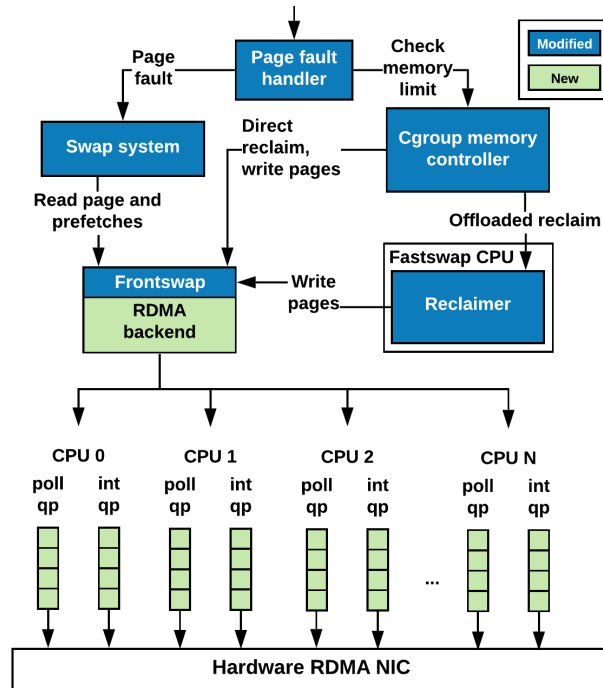 Page
fault
Page fault
handler
Check
memory
limit
Modified
New
Swap system
Direct
reclaim,
write pages
Cgroup memory
controller
Read page and
prefetches
Offloaded reclaim
Fastswap CPU
Frontswap
RDMA
backend
Write
pages
Reclaimer
CPU 0
CPU 1
CPU 2
CPU N
poll
qp
int
qp
poll
qp
int
qp
poll
qp
int
qp
...
poll
qp
int
qp
Hardware RDMA NIC